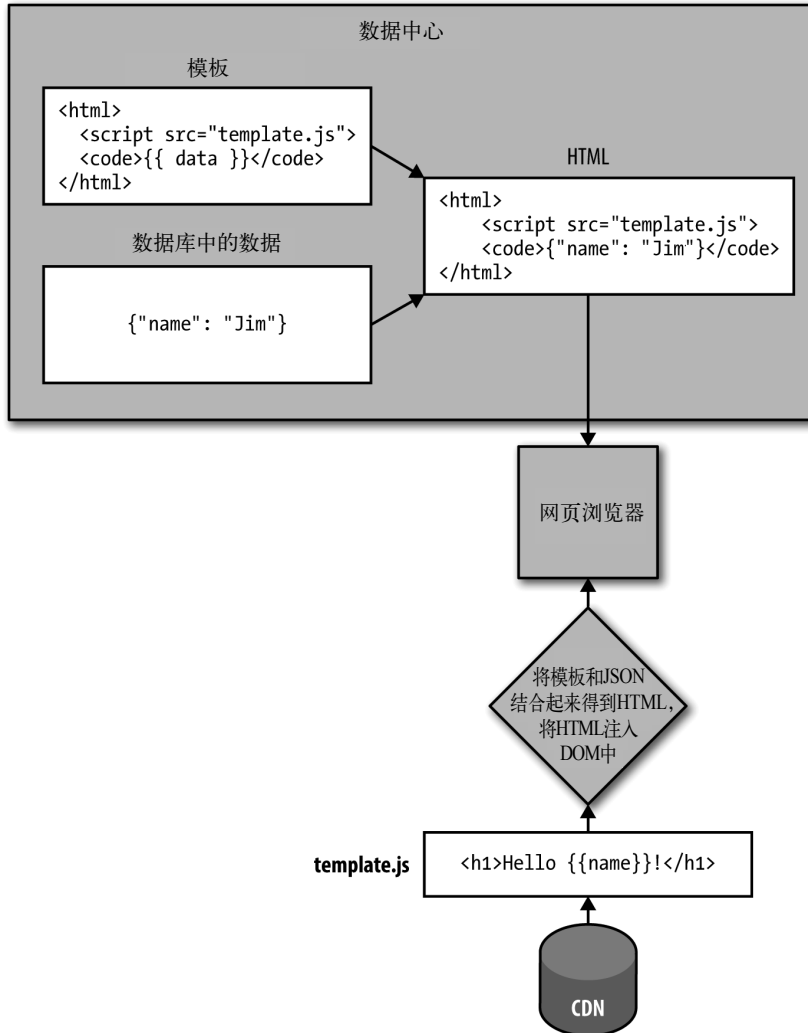 数据中心
模板
<html>
<script src="template.js">
<code>{{ data }}</code>
</html>
数据库中的数据
{"name": "Jim"}
HTML
<html>
<script src="template.js">
<code>{"name": "Jim"}</code>
</html>
网页浏览器
将模板和JSON
结合起来得到HTML，
将HTML注入
DOM中
template.js
<h1>Hello {{name}}!</h1>
CDN